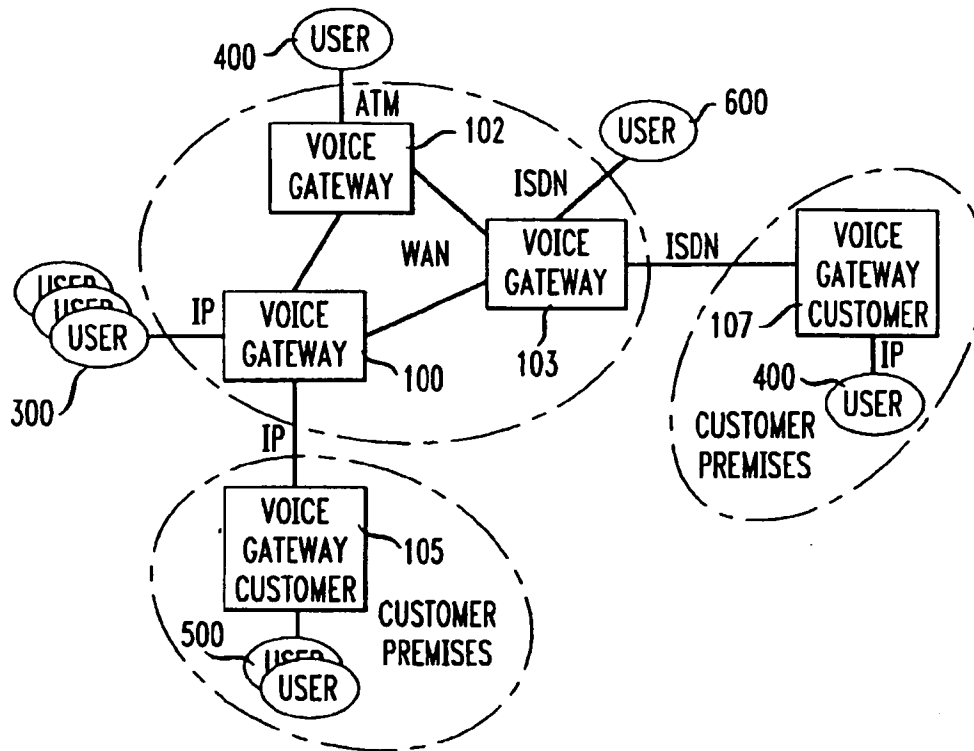 400
USER
ATM
VOICE
GATEWAY
102
USER
600
ISDN
WAN
VOICE
GATEWAY
103
ISDN
VOICE
GATEWAY
CUSTOMER
107
IP
400
USER
CUSTOMER
PREMISES
USER
USER
USER
300
IP
VOICE
GATEWAY
100
IP
VOICE
GATEWAY
CUSTOMER
105
CUSTOMER
PREMISES
500
USER
USER